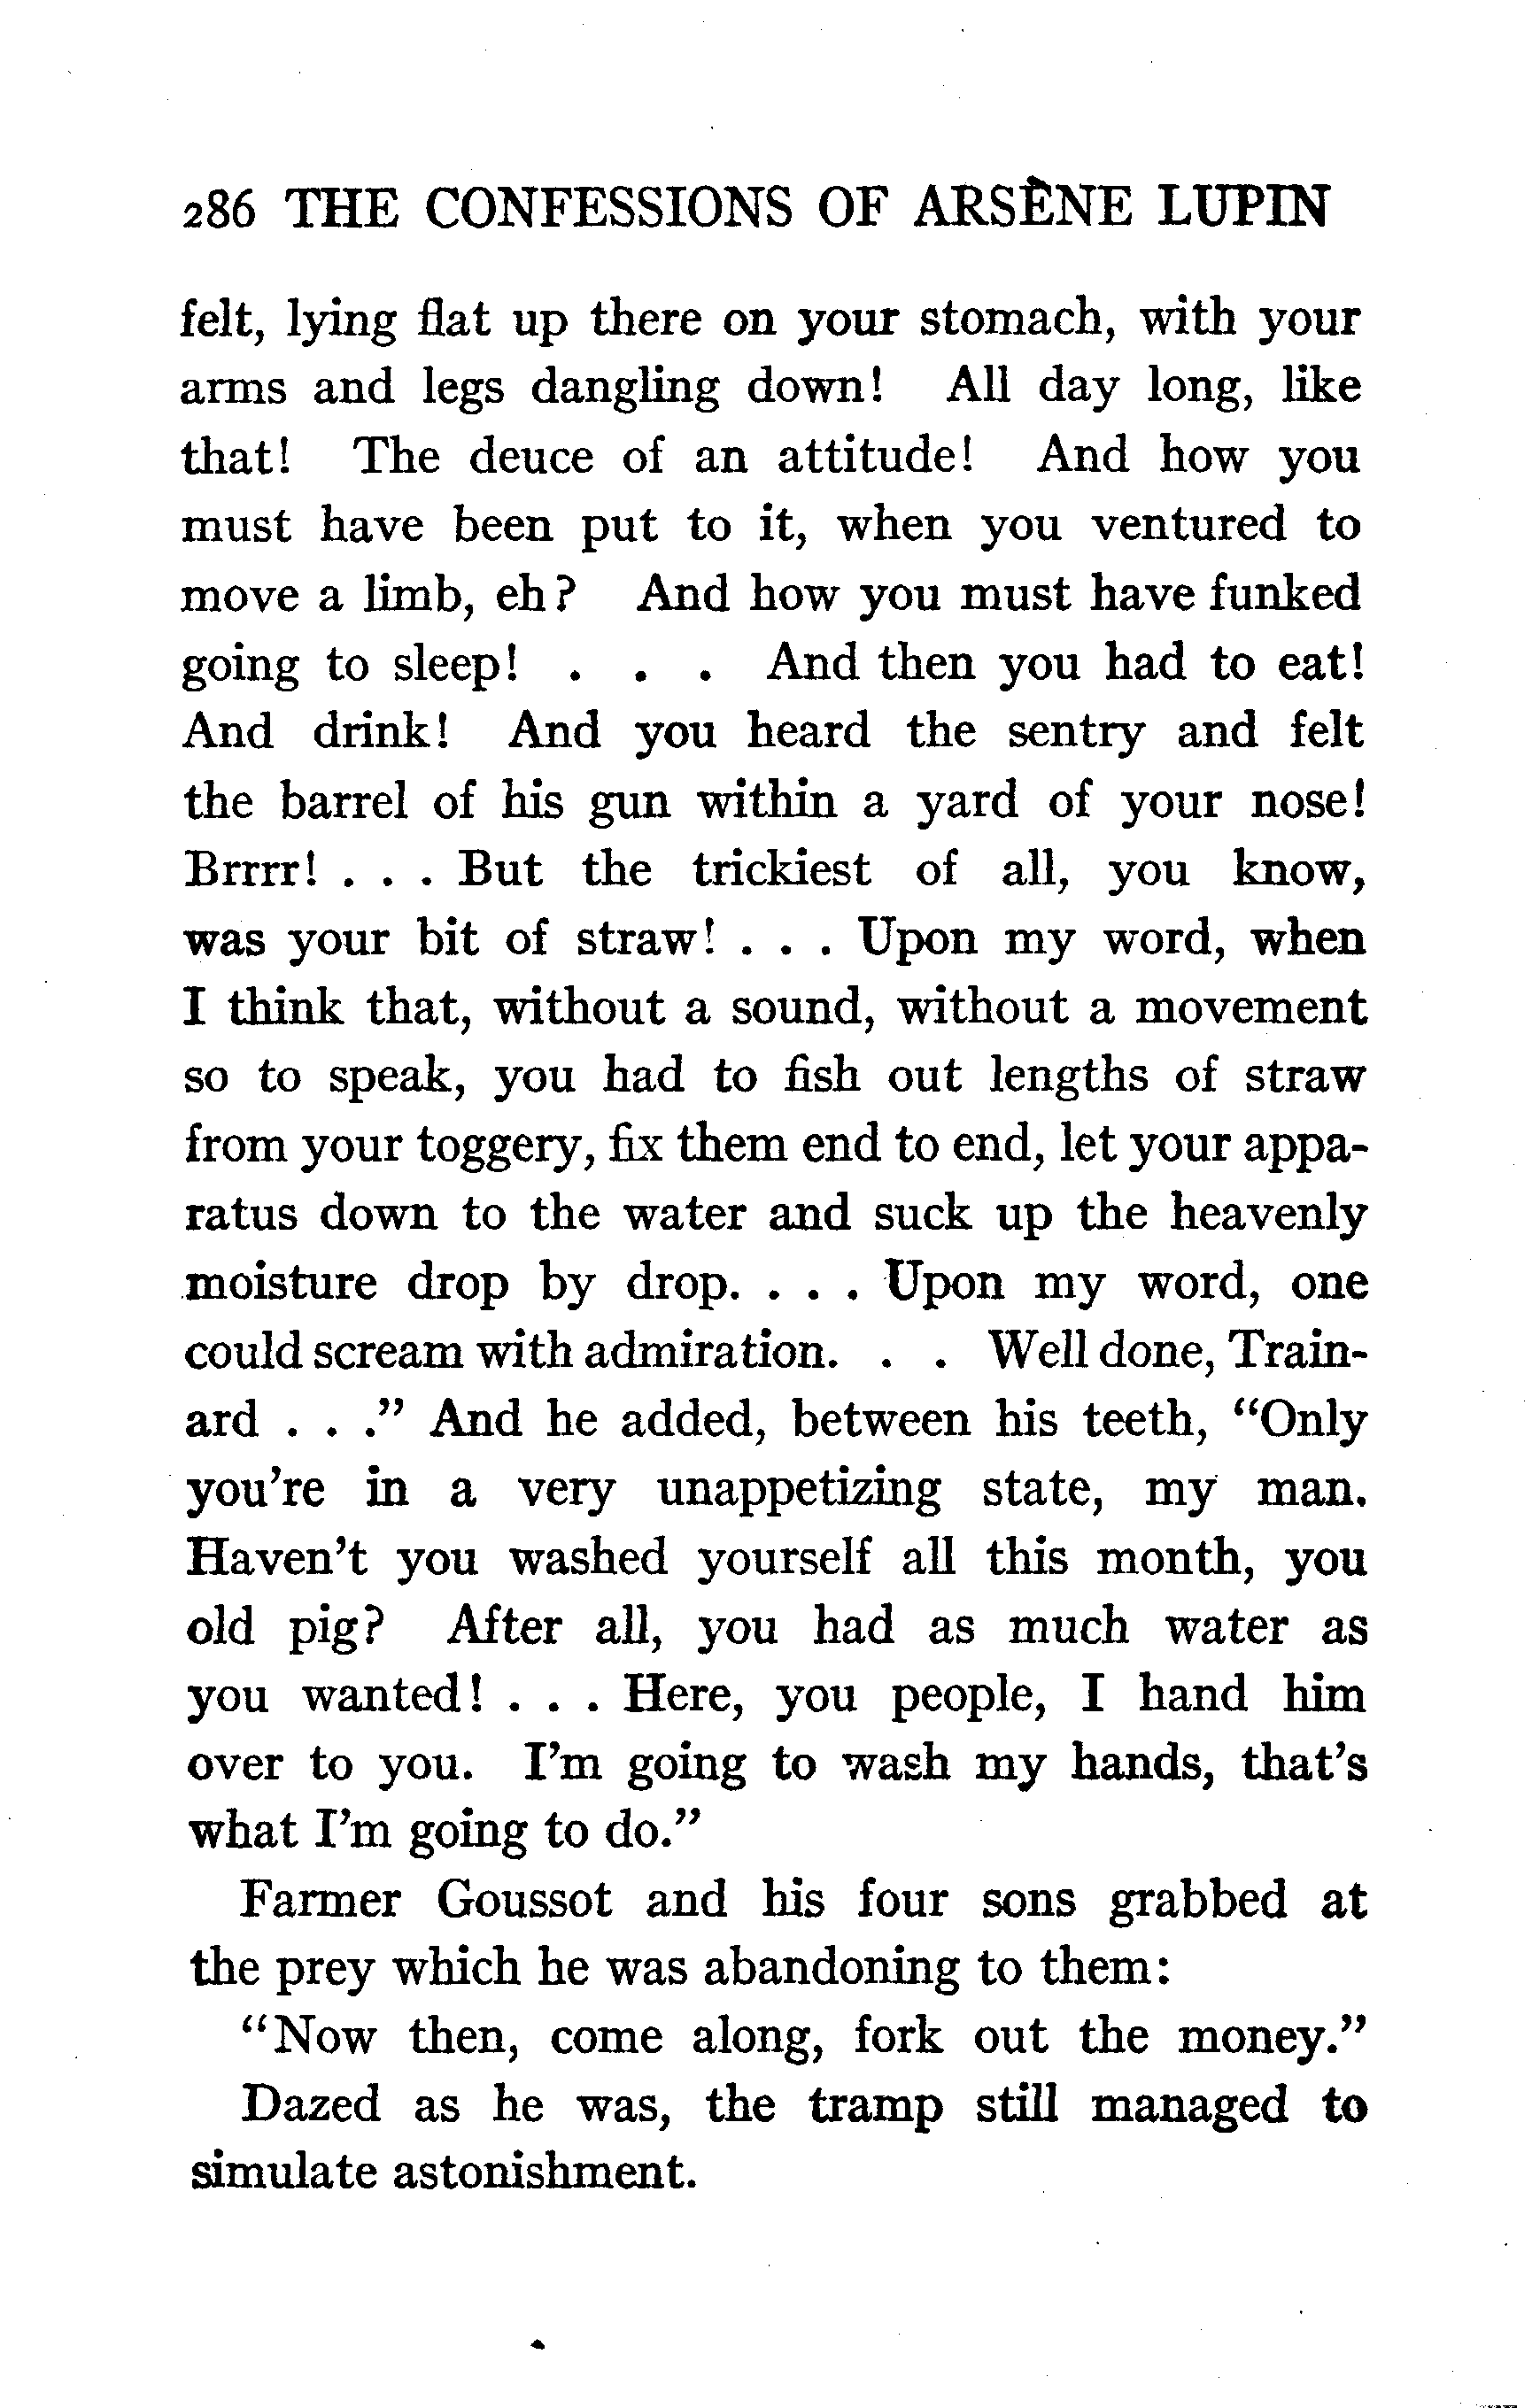 286 THE CONFESSIONS OF ARSÈNE LUPIN
felt, lying flat up there on your stomach, with your
arms and legs dangling down! All day long, like
that! The deuce of an attitude! And how you
must have been put to it, when you ventured to
move a limb, eh? And how you must have funked
going to sleep! . . . And then you had to eat!
And drink! And you heard the sentry and felt
the barrel of his gun within a yard of your nose!
Brrrr! . . . But the trickiest of all, you know,
was your bit of straw! . . . Upon my word, when
I think that, without a sound, without a movement
so to speak, you had to fish out lengths of straw
from your toggery, fix them end to end, let your appa-
ratus down to the water and suck up the heavenly
moisture drop by drop. . . . Upon my word, one
could scream with admiration. . . Well done, Train-
ard . . ." And he added, between his teeth, "Only
you're in a very unappetizing state, my man.
Haven't you washed yourself all this month, you
old pig? After all, you had as much water as
you wanted! . . . Here, you people, I hand him
over to you. I'm going to wash my hands, that's
what I'm going to do."
Farmer Goussot and his four sons grabbed at
the prey which he was abandoning to them:
"Now then, come along, fork out the money."
Dazed as he was, the tramp still managed to
simulate astonishment.